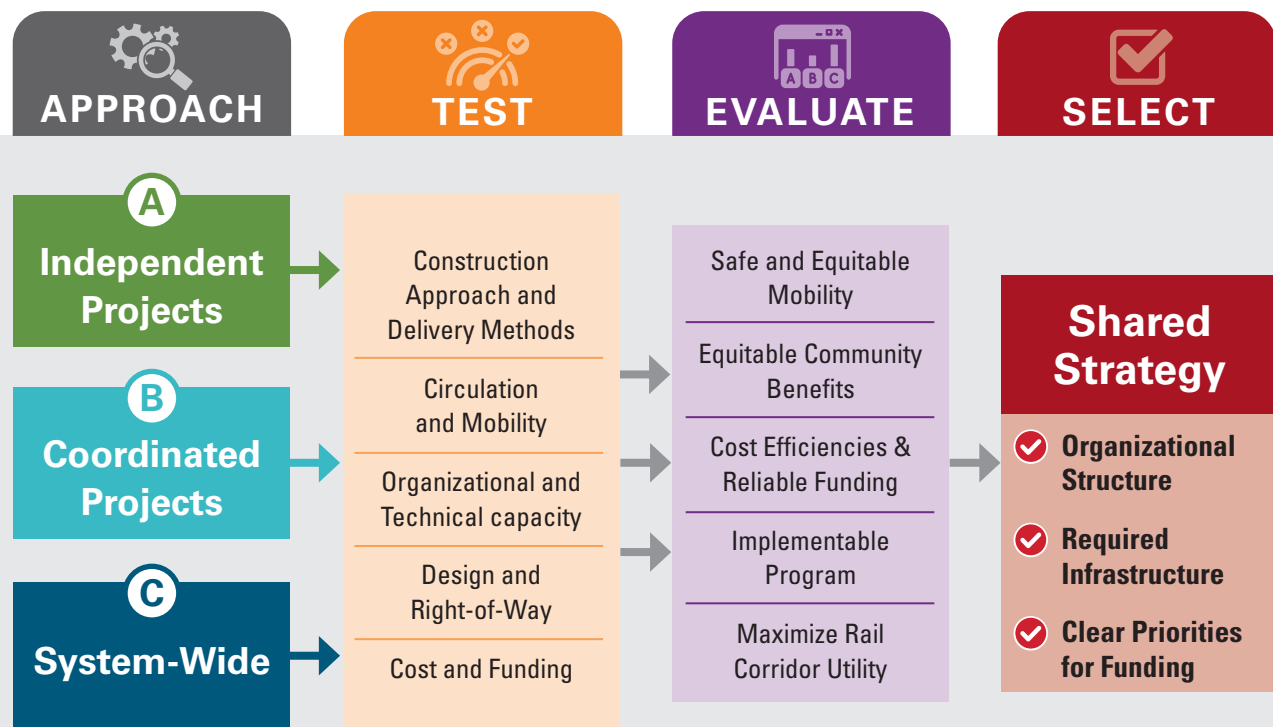 APPROACH
TEST
EVALUATE
A B C
SELECT
A
Independent
Projects
B
Coordinated
Projects
C
System-Wide
Construction
Approach and
Delivery Methods
Circulation
and Mobility
Organizational and
Technical capacity
Design and
Right-of-Way
Cost and Funding
Safe and Equitable
Mobility
Equitable Community
Benefits
Cost Efficiencies &
Reliable Funding
Implementable
Program
Maximize Rail
Corridor Utility
Shared
Strategy
Organizational
Structure
Required
Infrastructure
Clear Priorities
for Funding